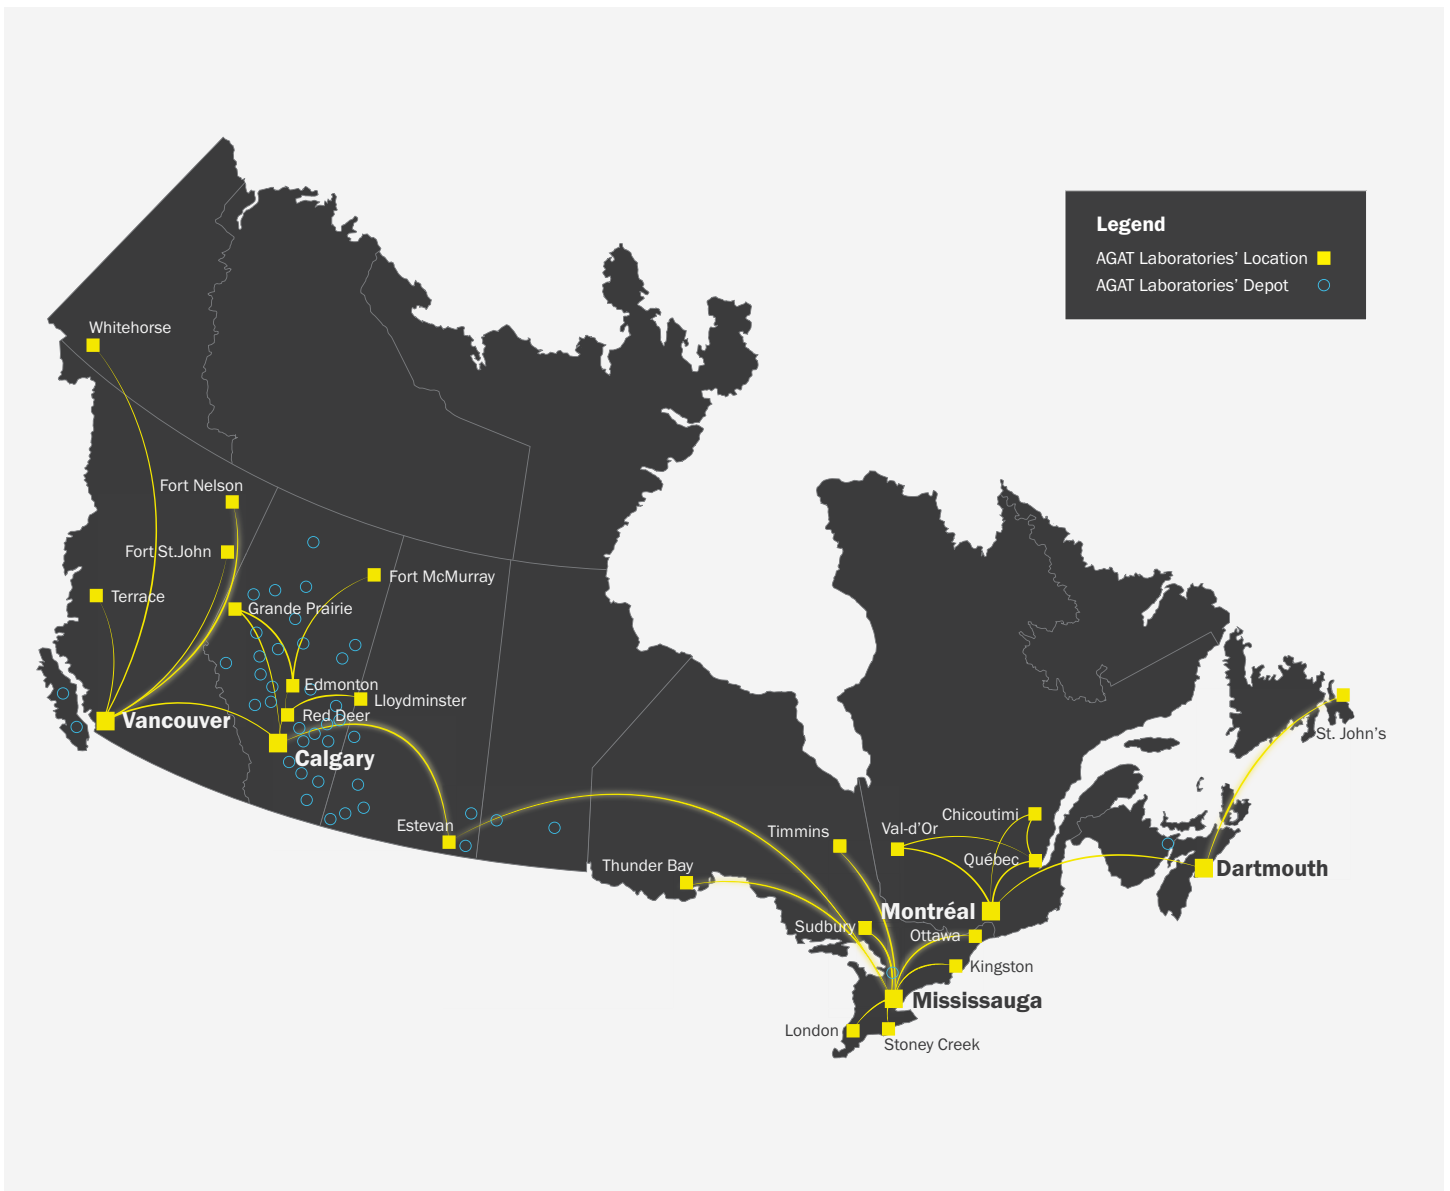 Legend
AGAT Laboratories’ Location
AGAT Laboratories’ Depot
Whitehorse
Fort Nelson
Fort St.John
Terrace
Fort McMurray
Grande Prairie
Edmonton
Lloydminster
Red Deer
Vancouver
Calgary
St. John’s
Estevan
Timmins
Chicoutimi
Val-d’Or
Québec
Thunder Bay
Dartmouth
Montréal
Sudbury
Ottawa
Kingston
Mississauga
London
Stoney Creek